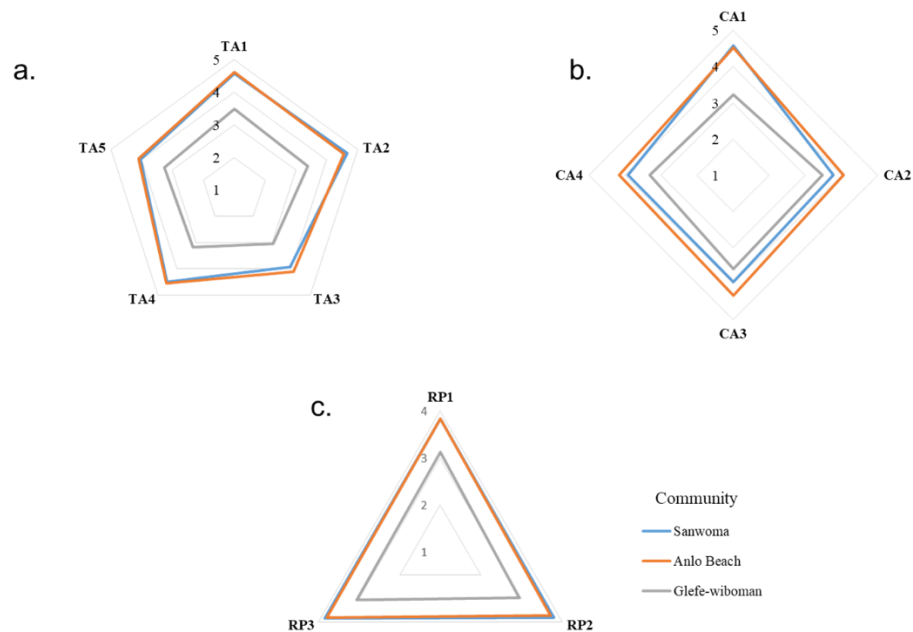 a.
TA1
5
4
3
2
1
TA2
TA3
TA4
TA5
b.
CA1
5
4
3
2
1
CA2
CA3
CA4
c.
RP1
4
3
2
1
RP2
RP3
Community
Sanwoma
Anlo Beach
Glefe-wiboman